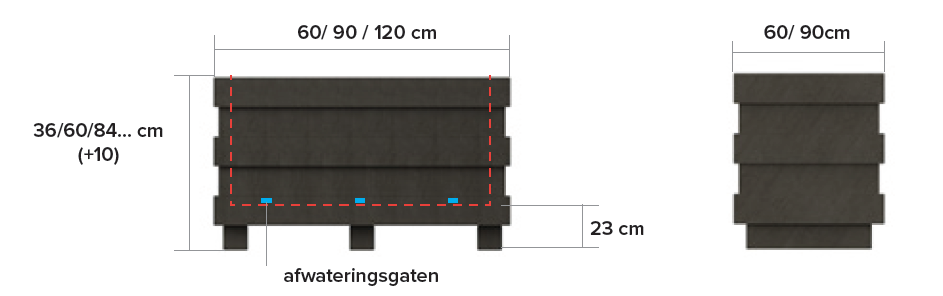 60/ 90 / 120 cm
60/ 90cm
36/60/84... cm
(+10)
23 cm
afwateringsgaten